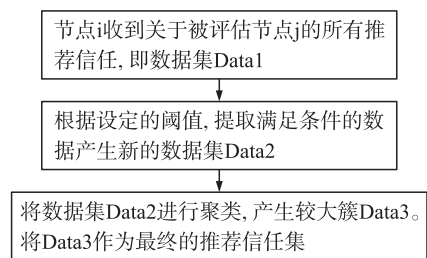 节点i收到关于被评估节点j的所有推
荐信任, 即数据集Data1
根据设定的阈值, 提取满足条件的数
据产生新的数据集Data2
将数据集Data2进行聚类, 产生较大簇Data3。
将Data3作为最终的推荐信任集